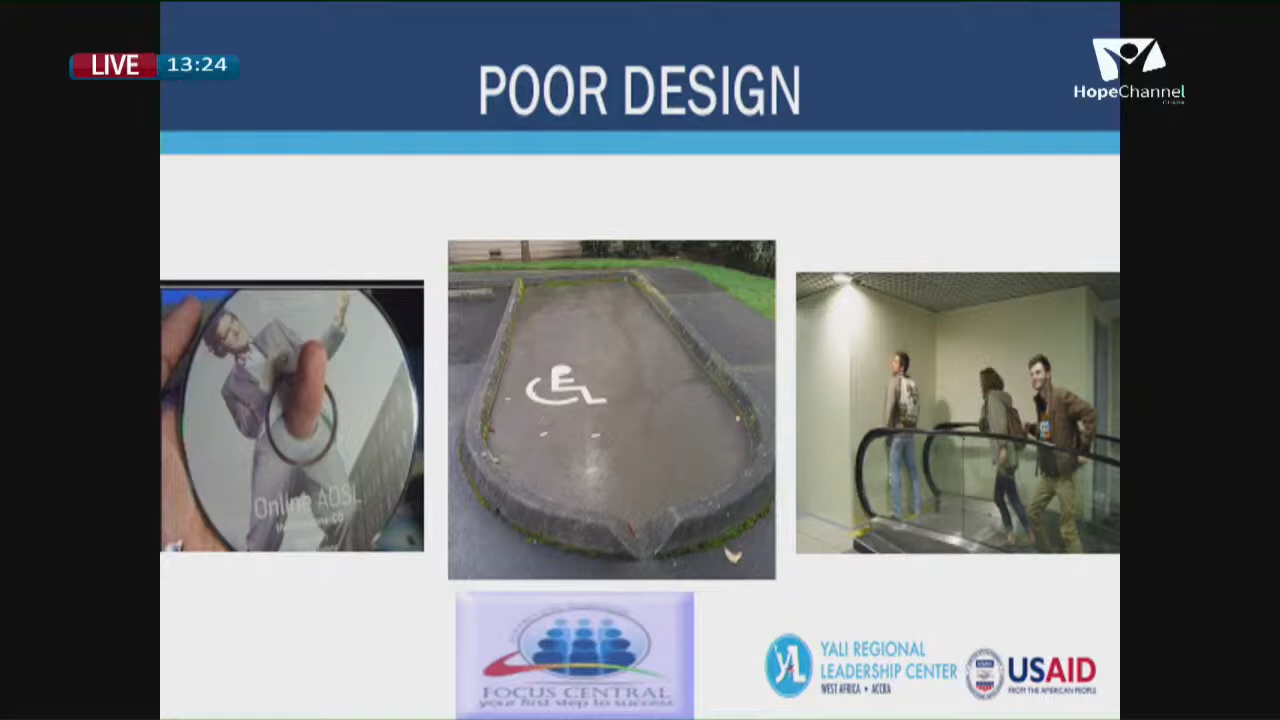 LIVE 13:24
HopeChannel
POOR DESIGN
Online ADSL
FOCUS CENTRAL
your first step to success
YALI REGIONAL
LEADERSHIP CENTER
WEST AFRICA • ACCRA
USAID
FROM THE AMERICAN PEOPLE